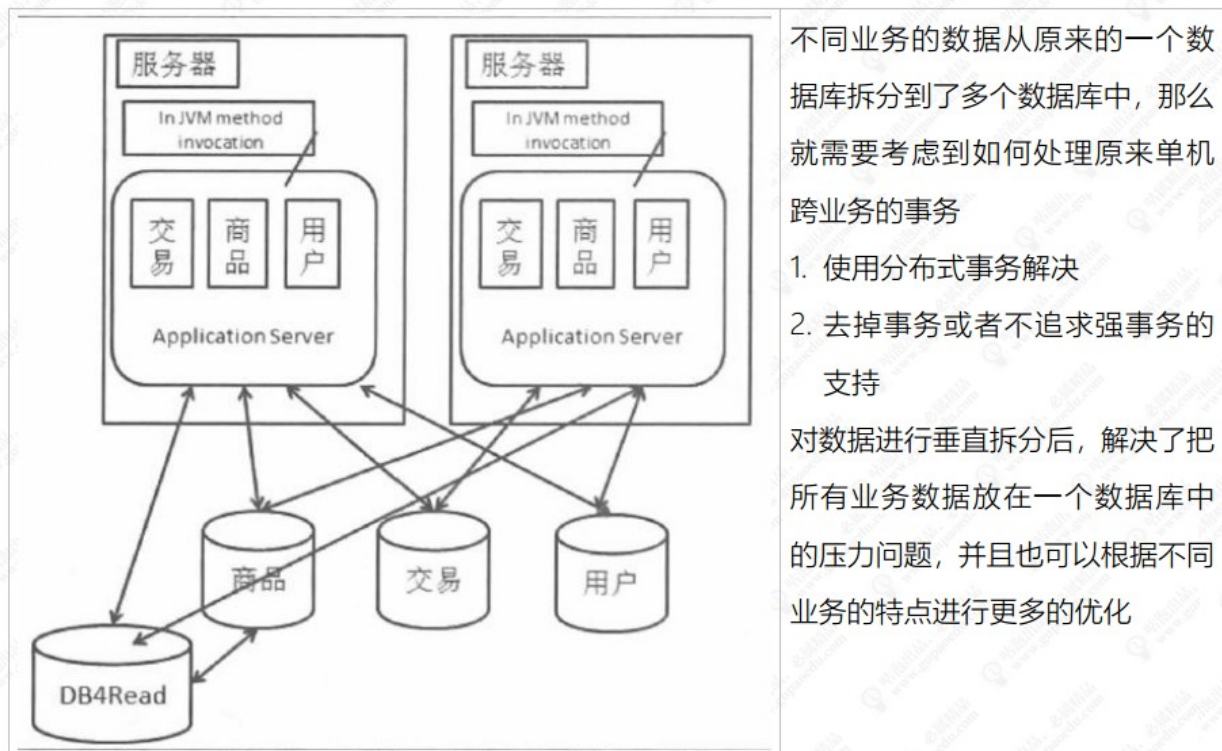 服务器
In JVM method
invocation
交易
商品
用户
Application Server
服务器
In JVM method
invocation
交易
商品
用户
Application Server
商品
交易
用户
DB4Read
不同业务的数据从原来的一个数
据库拆分到了多个数据库中，那么
就需要考虑到如何处理原来单机
跨业务的事务
1. 使用分布式事务解决
2. 去掉事务或者不追求强事务的
支持
对数据进行垂直拆分后，解决了把
所有业务数据放在一个数据库中
的压力问题，并且也可以根据不同
业务的特点进行更多的优化